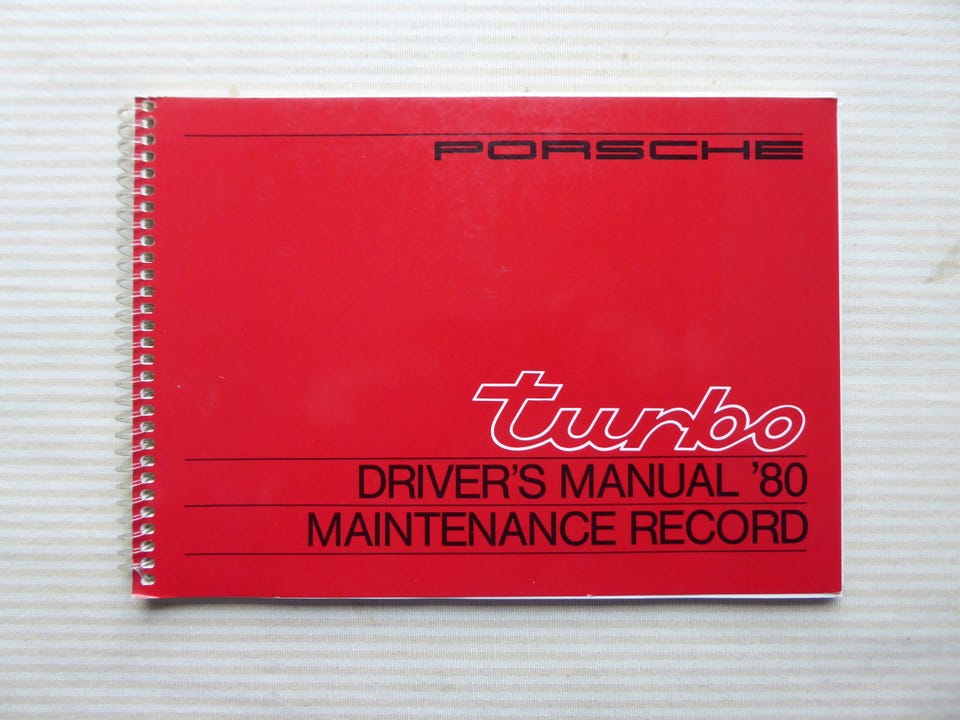 PORSCHE
turbo
DRIVER'S MANUAL '80
MAINTENANCE RECORD